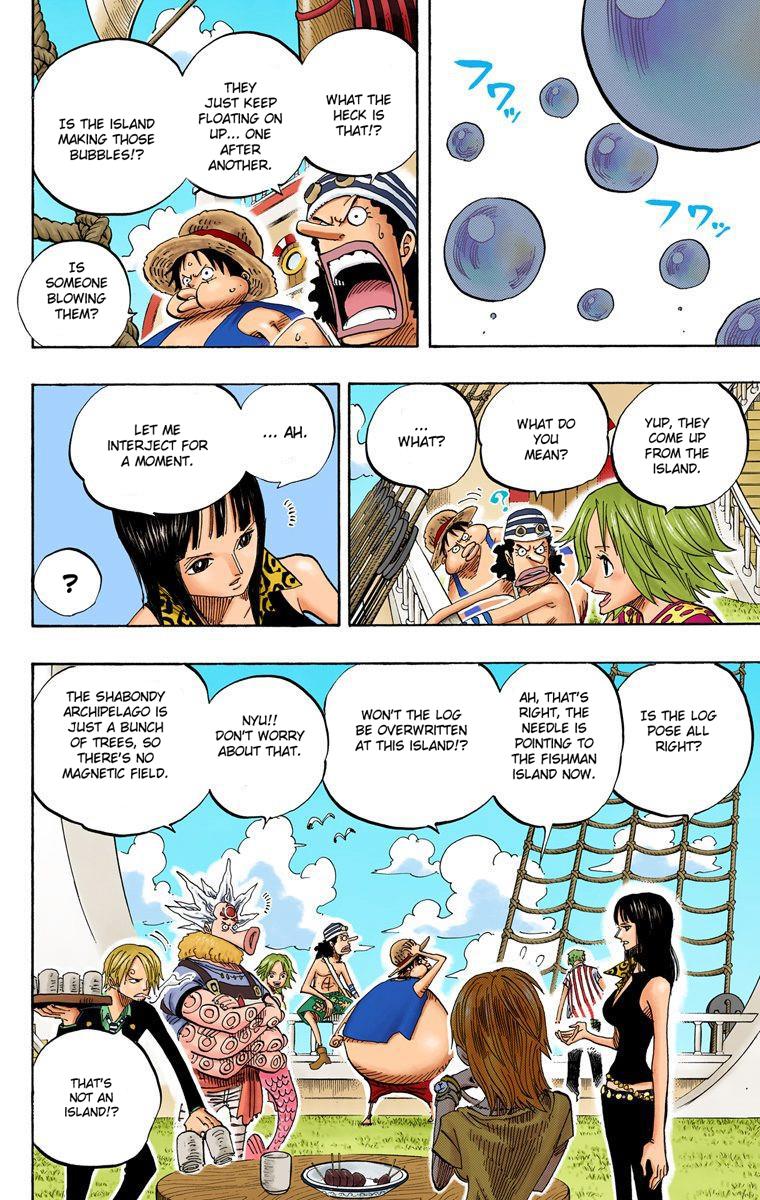 フワッ
フワッ
WHAT THE
HECK IS
THAT!?
THEY
JUST KEEP
FLOATING ON
UP... ONE
AFTER
ANOTHER.
IS THE ISLAND
MAKING THOSE
BUBBLES!?
IS
SOMEONE
BLOWING
THEM?
YUP, THEY
COME UP
FROM THE
ISLAND.
WHAT DO
YOU
MEAN?
...
WHAT?
?
... AH.
LET ME
INTERJECT FOR
A MOMENT.
?
IS THE LOG
POSE ALL
RIGHT?
AH, THAT'S
RIGHT, THE
NEEDLE IS
POINTING TO
THE FISHMAN
ISLAND NOW.
WON'T THE LOG
BE OVERWRITTEN
AT THIS ISLAND!?
NYU!!
DON'T WORRY
ABOUT THAT.
THE SHABONDY
ARCHIPELAGO IS
JUST A BUNCH
OF TREES, SO
THERE'S NO
MAGNETIC FIELD.
THAT'S
NOT AN
ISLAND!?